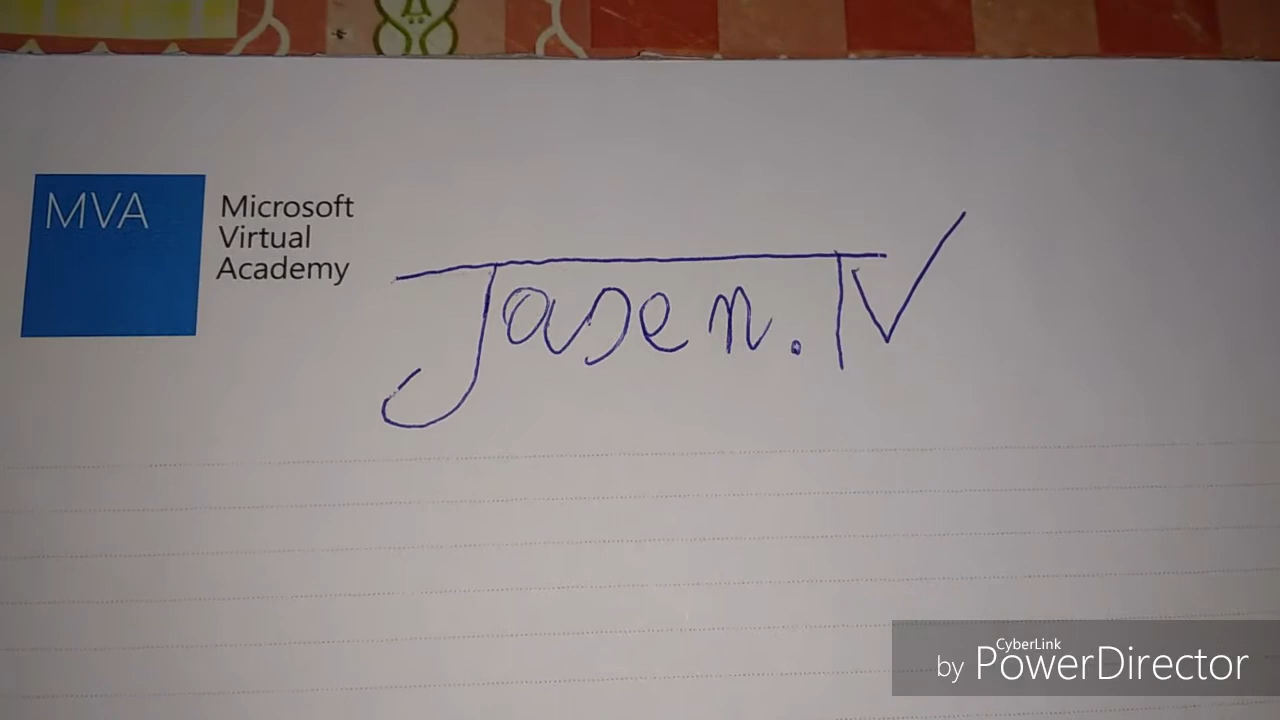 MVA
Microsoft
Virtual
Academy
Jasen.TV
CyberLink
by PowerDirector